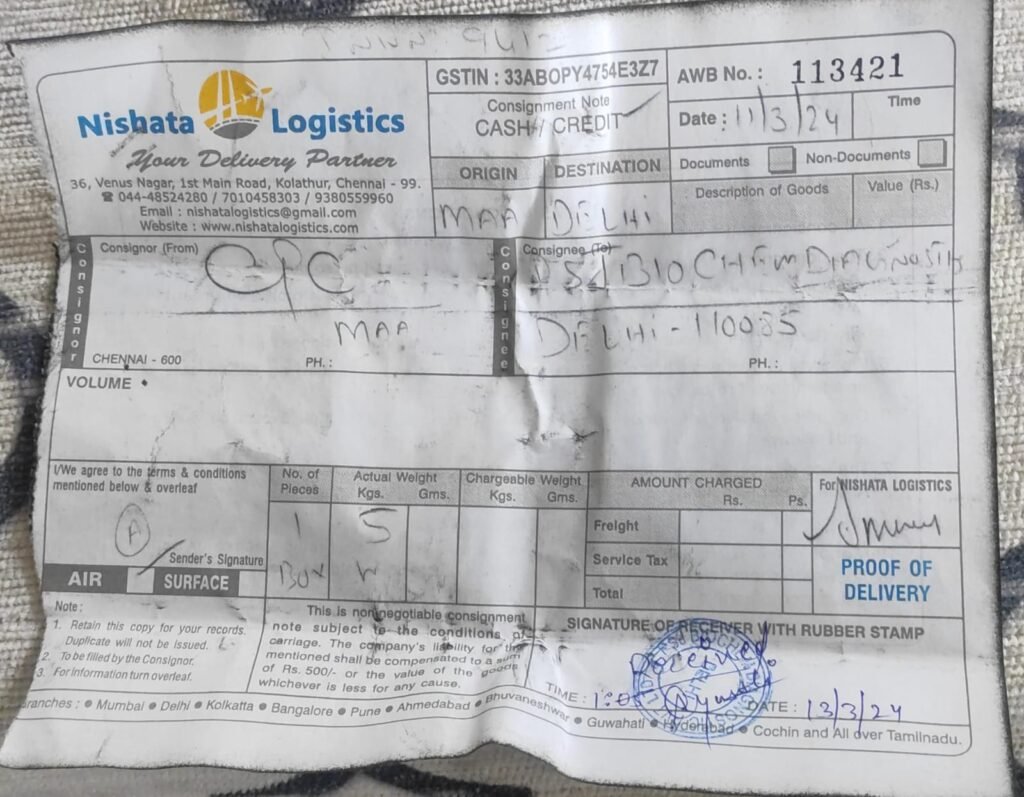 Nishata Logistics
Your Delivery Partner
36, Venus Nagar, 1st Main Road, Kolathur, Chennai - 99.
☎ 044-48524280 / 7010458303 / 9380559960
Email : nishatalogistics@gmail.com
Website : www.nishatalogistics.com
GSTIN : 33ABOPY4754E3Z7
Consignment Note
CASH / CREDIT
AWB No. : 113421
Date : 11/3/24
Time
ORIGIN DESTINATION
MAA DELHI
Documents Non-Documents
Description of Goods Value (Rs.)
Consignor
Consignor (From)
MAA
CHENNAI - 600 PH. :
Consignee
Consignee (To)
BIOCHEM DIAGNOSIS
DELHI - 110085
PH. :
VOLUME
I/We agree to the terms & conditions
mentioned below & overleaf
A
Sender's Signature
AIR SURFACE
No. of
Pieces
1
BOX
Actual Weight
Kgs. Gms.
5
Chargeable Weight
Kgs. Gms.
AMOUNT CHARGED
Rs. Ps.
Freight
Service Tax
Total
For NISHATA LOGISTICS
PROOF OF
DELIVERY
Note :
1. Retain this copy for your records.
Duplicate will not be issued.
2. To be filled by the Consignor.
3. For information turn overleaf.
This is non negotiable consignment
note subject to the conditions of
carriage. The company's liability for the
mentioned shall be compensated to a sum
of Rs. 500/- or the value of the goods
whichever is less for any cause.
SIGNATURE OF RECEIVER WITH RUBBER STAMP
Received
TIME : DATE : 13/3/24
Branches : ● Mumbai ● Delhi ● Kolkatta ● Bangalore ● Pune ● Ahmedabad ● Bhuvaneshwar ● Guwahati ● Hyderabad ● Cochin and All over Tamilnadu.